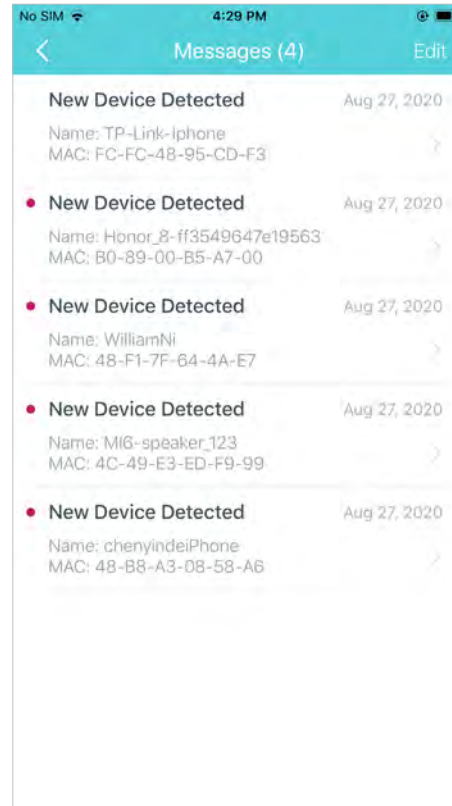 No SIM 4:29 PM
Messages (4) Edit
New Device Detected Aug 27, 2020
Name: TP-Link-Iphone
MAC: FC-FC-48-95-CD-F3
New Device Detected Aug 27, 2020
Name: Honor_8-ff3549647e19563
MAC: B0-89-00-B5-A7-00
New Device Detected Aug 27, 2020
Name: WilliamNi
MAC: 48-F1-7F-64-4A-E7
New Device Detected Aug 27, 2020
Name: MI6-speaker_123
MAC: 4C-49-E3-ED-F9-99
New Device Detected Aug 27, 2020
Name: chenyindeiPhone
MAC: 48-B8-A3-08-58-A6